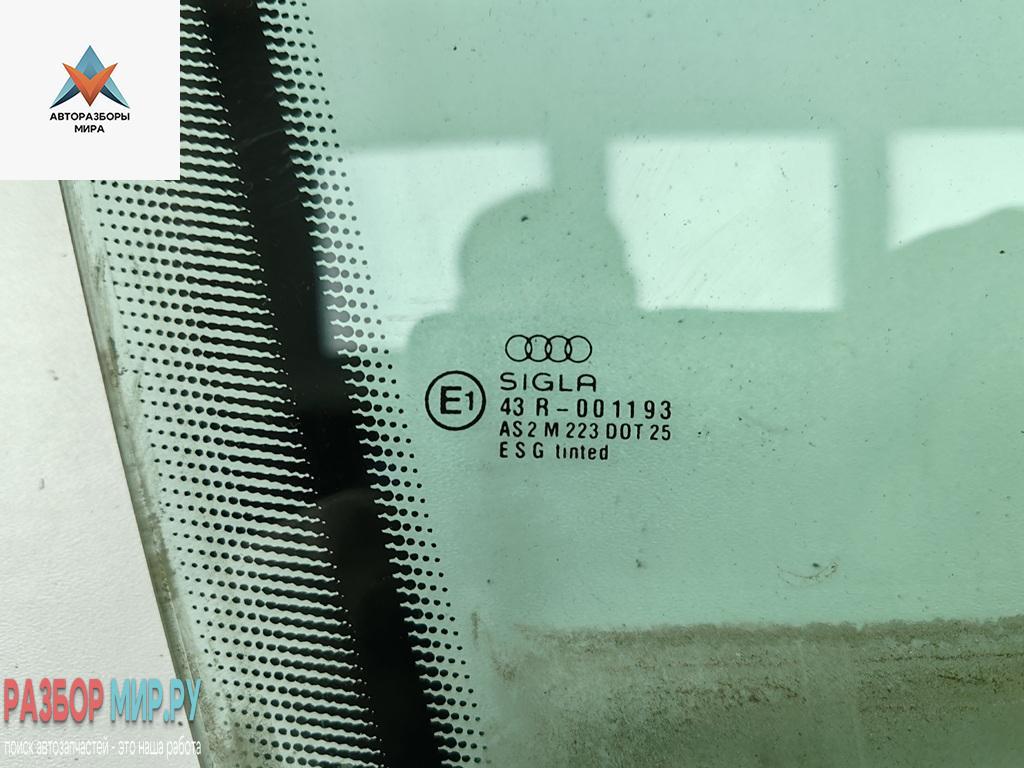 АВТОРАЗБОРЫ
МИРА
SIGLA
E1
43 R - 001193
AS2 M 223 DOT 25
ESG tinted
РАЗБОР МИР.РУ
поиск автозапчастей - это наша работа